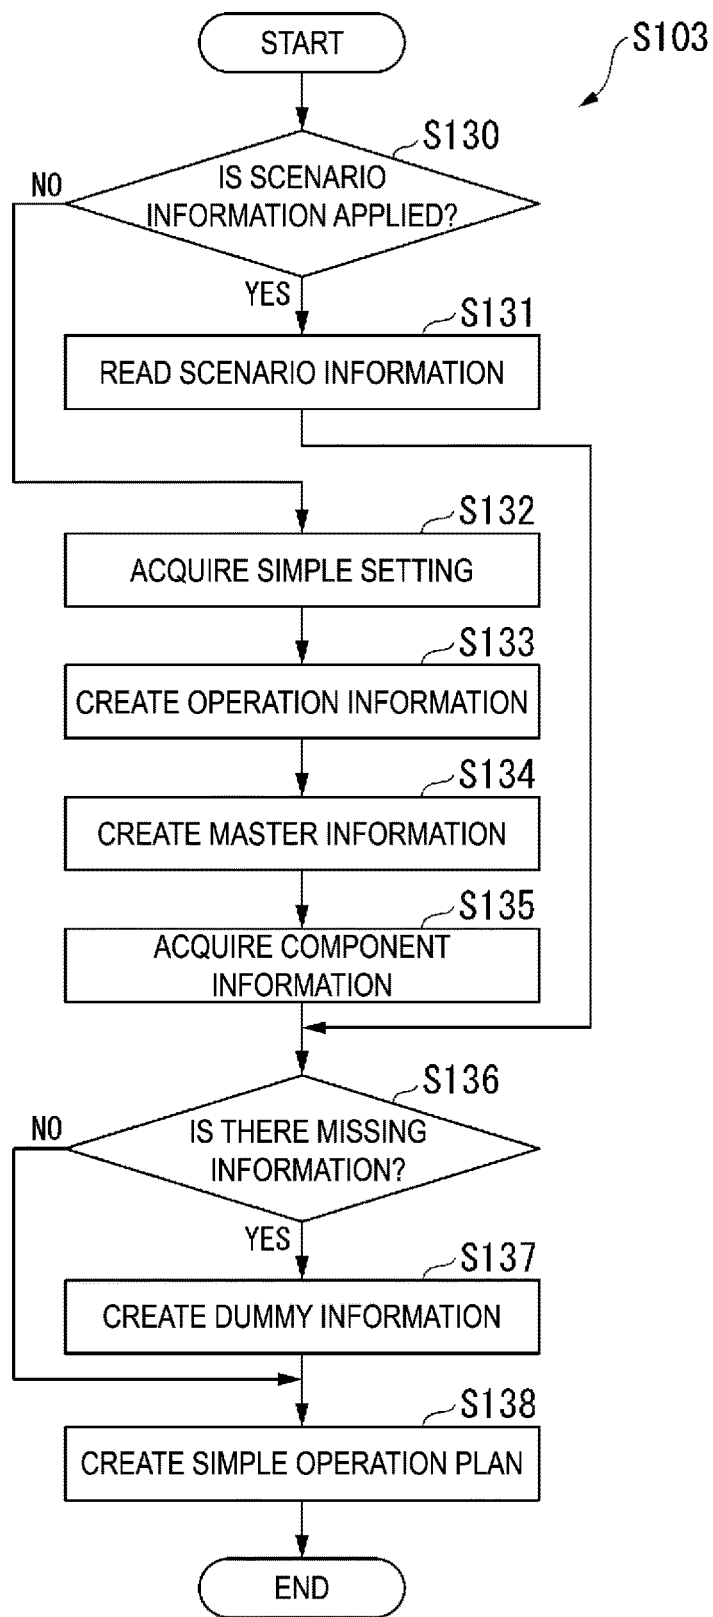 START
S103
S130
IS SCENARIO
INFORMATION APPLIED?
NO
YES
S131
READ SCENARIO INFORMATION
S132
ACQUIRE SIMPLE SETTING
S133
CREATE OPERATION INFORMATION
S134
CREATE MASTER INFORMATION
S135
ACQUIRE COMPONENT
INFORMATION
S136
NO
IS THERE MISSING
INFORMATION?
YES
S137
CREATE DUMMY INFORMATION
S138
CREATE SIMPLE OPERATION PLAN
END